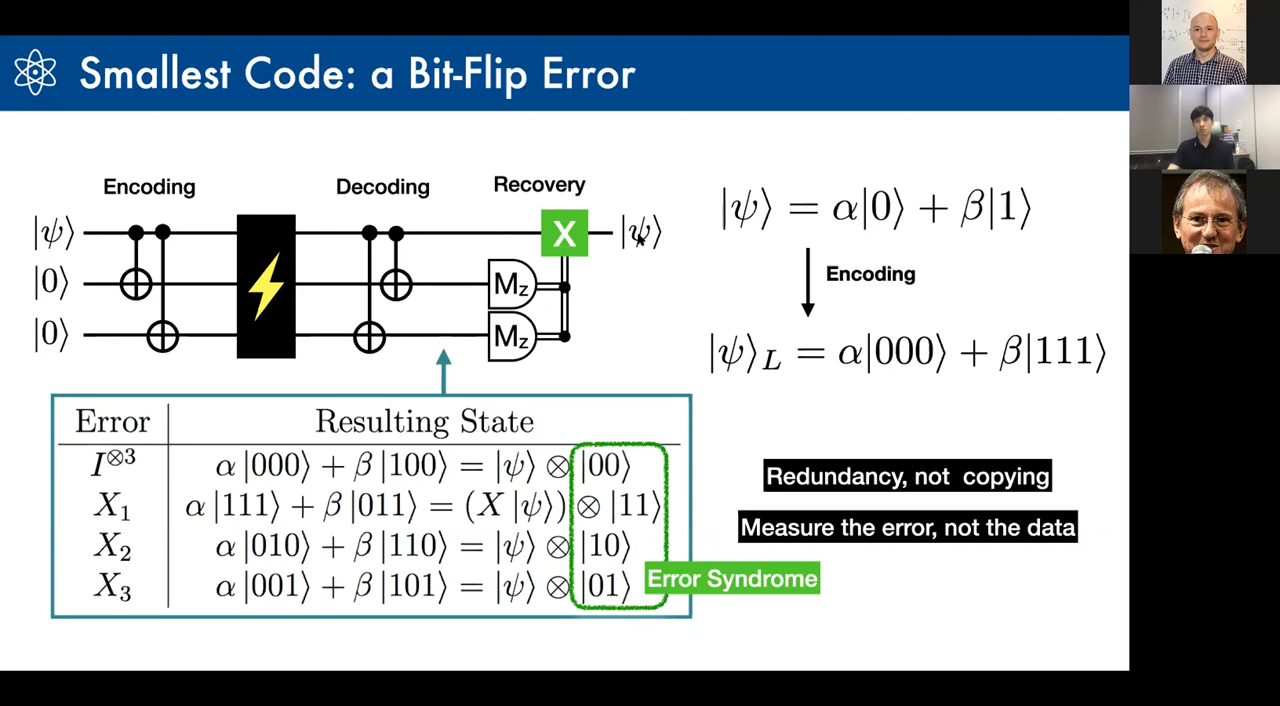 Smallest Code: a Bit-Flip Error
Encoding
Decoding
Recovery
|ψ⟩
X
|ψ⟩
|0⟩
M_z
|0⟩
M_z
|ψ⟩ = α|0⟩ + β|1⟩
Encoding
|ψ⟩_L = α|000⟩ + β|111⟩
Error Resulting State
I^{⊗3} α|000⟩ + β|100⟩ = |ψ⟩ ⊗ |00⟩
X_1 α|111⟩ + β|011⟩ = (X|ψ⟩) ⊗ |11⟩
X_2 α|010⟩ + β|110⟩ = |ψ⟩ ⊗ |10⟩
X_3 α|001⟩ + β|101⟩ = |ψ⟩ ⊗ |01⟩
Error Syndrome
Redundancy, not copying
Measure the error, not the data